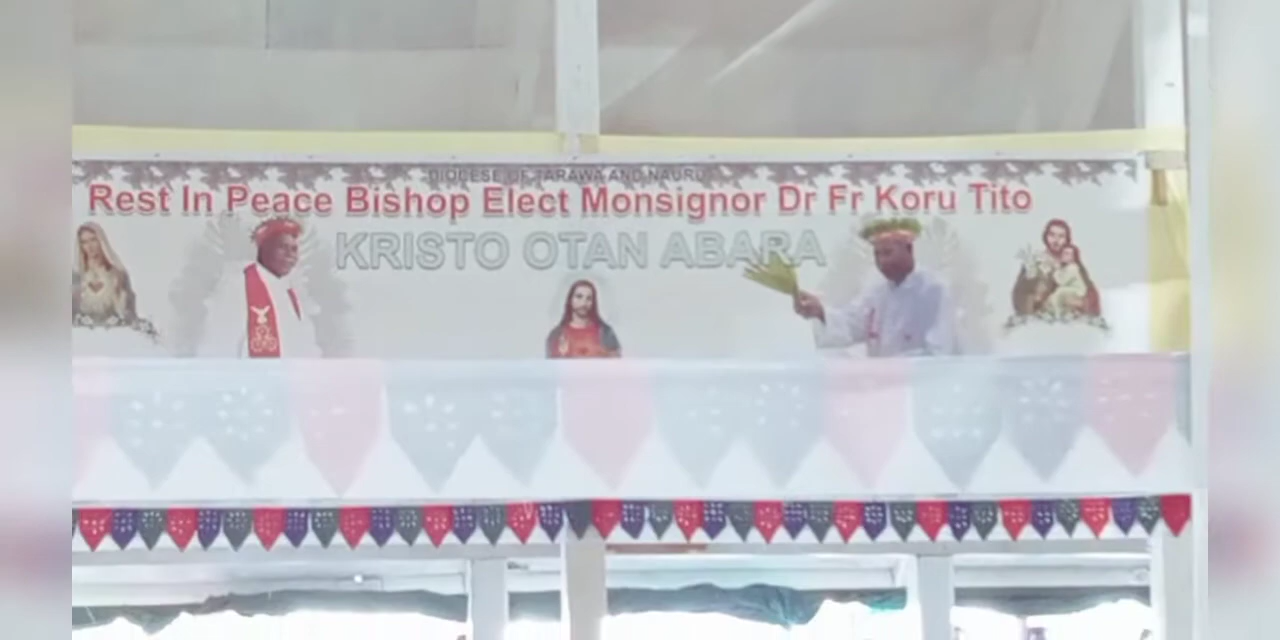 DIOCESE OF TARAWA AND NAURU
Rest In Peace Bishop Elect Monsignor Dr Fr Koru Tito
KRISTO OTAN ABARA